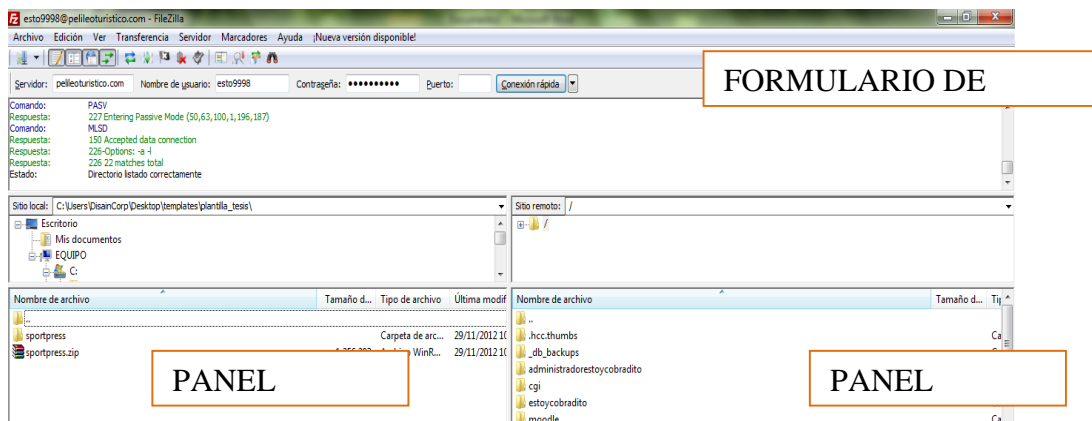 esto9998@pelileoturistico.com - FileZilla
Archivo Edición Ver Transferencia Servidor Marcadores Ayuda ¡Nueva versión disponible!
Servidor: pelileoturistico.com Nombre de usuario: esto9998 Contraseña: •••••••••• Puerto: Conexión rápida
FORMULARIO DE
Comando: PASV
Respuesta: 227 Entering Passive Mode (50,63,100,1,196,187)
Comando: MLSD
Respuesta: 150 Accepted data connection
Respuesta: 226-Options: -a -l
Respuesta: 226 22 matches total
Estado: Directorio listado correctamente
Sitio local: C:\Users\DisainCorp\Desktop\templates\plantilla_tesis\
Escritorio
Mis documentos
EQUIPO
C:
Sitio remoto: /
/
Nombre de archivo Tamaño d... Tipo de archivo Última modif
..
sportpress Carpeta de arc... 29/11/2012 10
sportpress.zip WinR... 29/11/2012 10
PANEL
Nombre de archivo Tamaño d... Tip
..
.hcc.thumbs Ca
_db_backups
administradorestoycobradito
cgi
estoycobradito
moodle Ca
PANEL